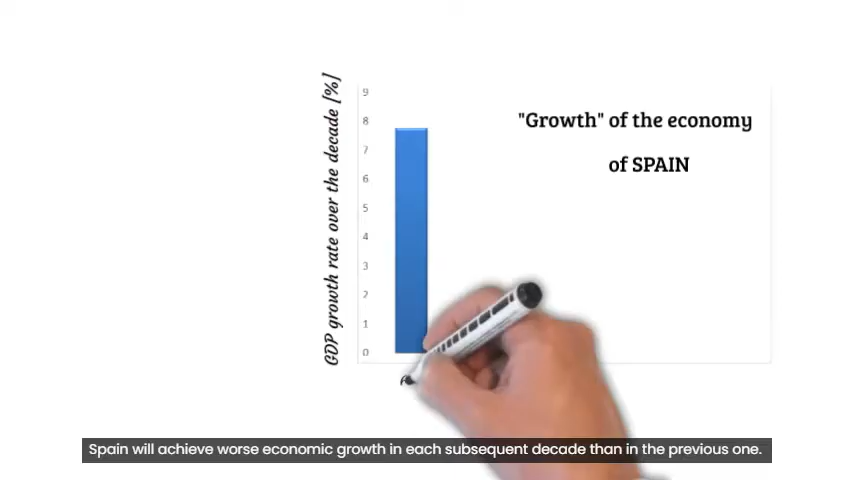 "Growth" of the economy
of SPAIN
GDP growth rate over the decade [%]
9
8
7
6
5
4
3
2
1
0
Spain will achieve worse economic growth in each subsequent decade than in the previous one.